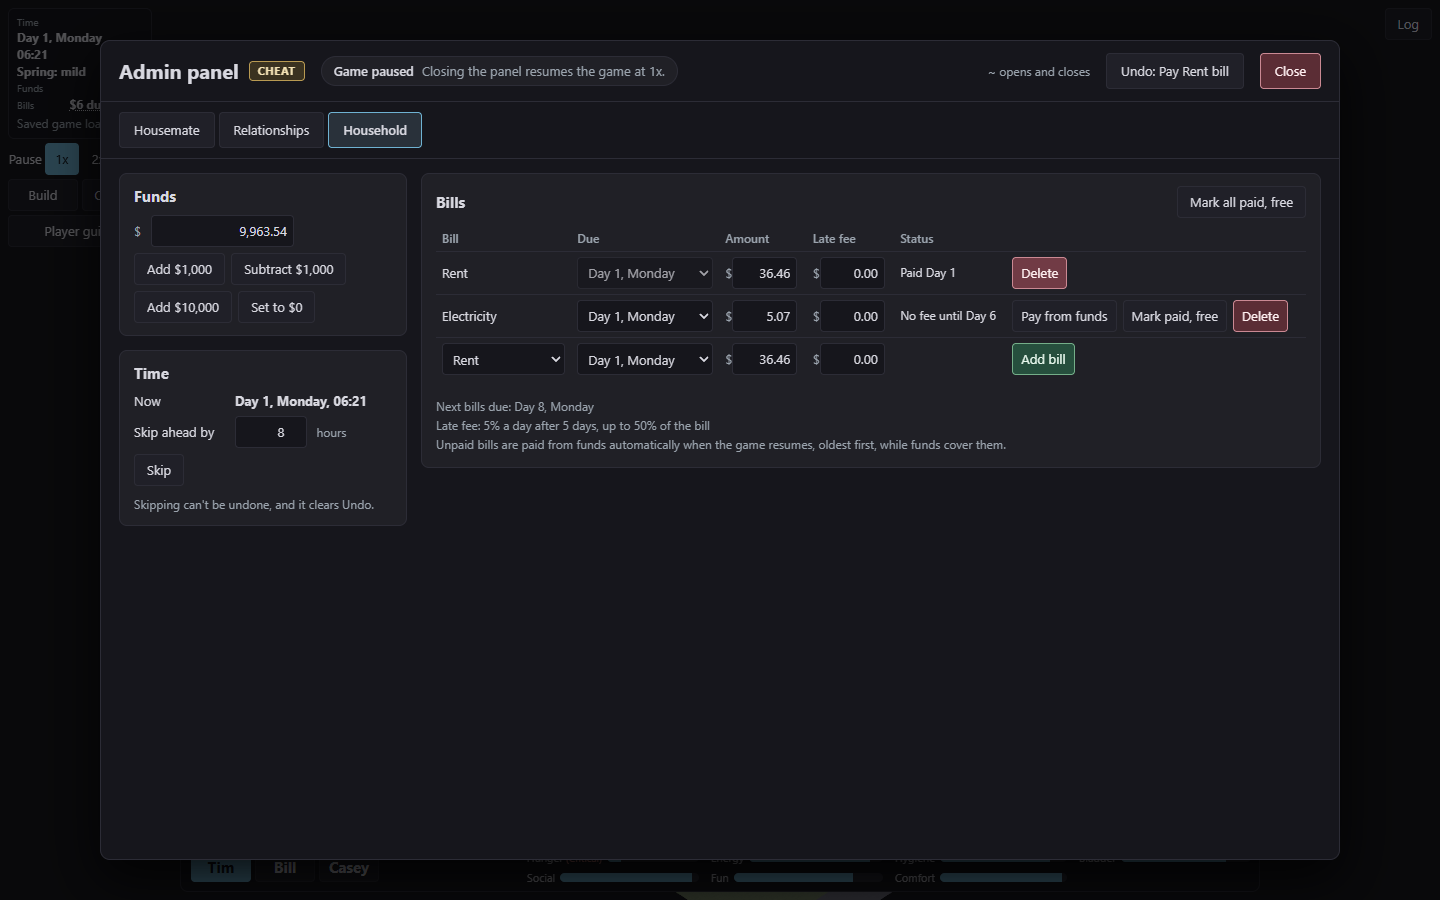 Time
Day 1, Monday
06:21
Spring: mild
Funds
Bills $6 du
Saved game loa
Pause 1x 2
Build C
Player gui
Log
Admin panel CHEAT Game paused Closing the panel resumes the game at 1x. ~ opens and closes Undo: Pay Rent bill Close
Housemate Relationships Household
Funds
$ 9,963.54
Add $1,000 Subtract $1,000
Add $10,000 Set to $0
Time
Now Day 1, Monday, 06:21
Skip ahead by 8 hours
Skip
Skipping can't be undone, and it clears Undo.
Bills Mark all paid, free
Bill Due Amount Late fee Status
Rent Day 1, Monday $ 36.46 $ 0.00 Paid Day 1 Delete
Electricity Day 1, Monday $ 5.07 $ 0.00 No fee until Day 6 Pay from funds Mark paid, free Delete
Rent Day 1, Monday $ 36.46 $ 0.00 Add bill
Next bills due: Day 8, Monday
Late fee: 5% a day after 5 days, up to 50% of the bill
Unpaid bills are paid from funds automatically when the game resumes, oldest first, while funds cover them.
Tim Bill Casey
Social Fun Comfort